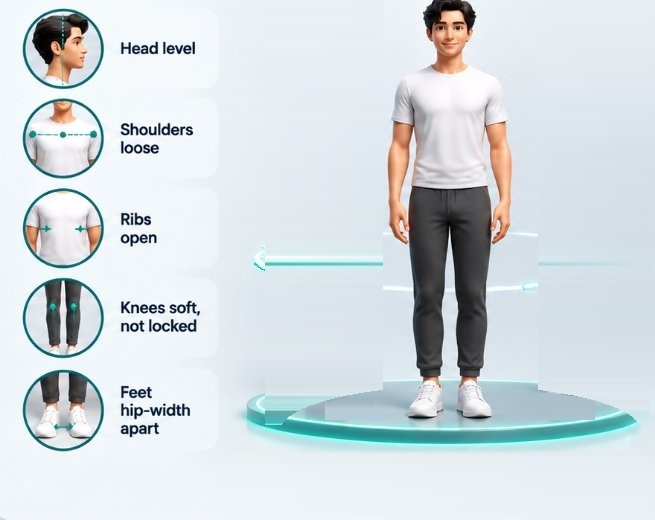 Head level
Shoulders
loose
Ribs
open
Knees soft,
not locked
Feet
hip-width
apart